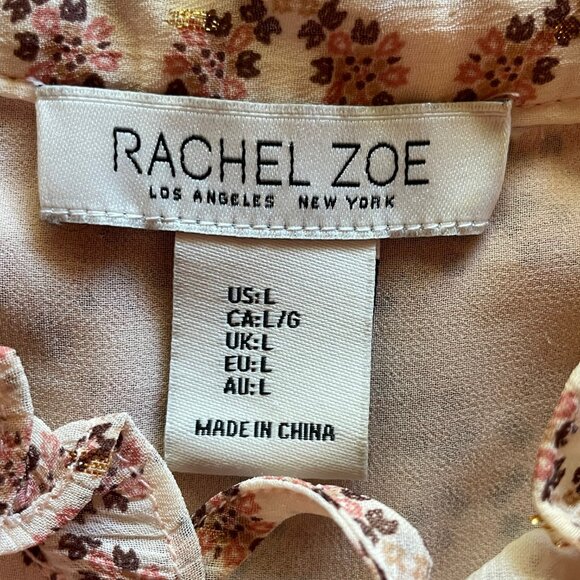 RACHEL ZOE
LOS ANGELES NEW YORK
US:L
CA:L/G
UK:L
EU:L
AU:L
MADE IN CHINA